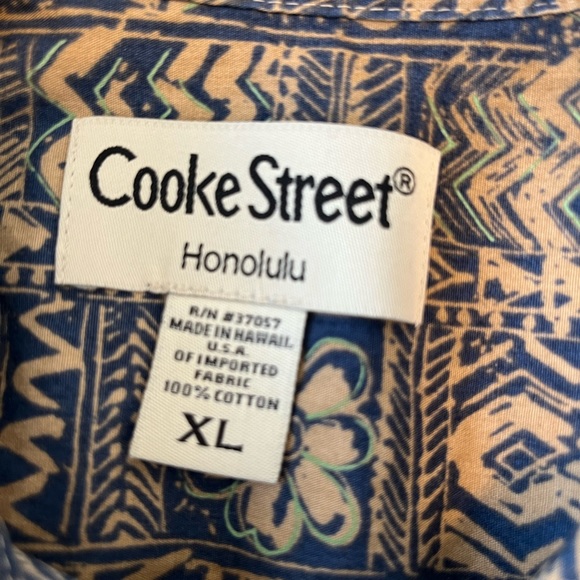 Cooke Street®
Honolulu
R/N #37057
MADE IN HAWAII,
U.S.A.
OF IMPORTED
FABRIC
100% COTTON
XL